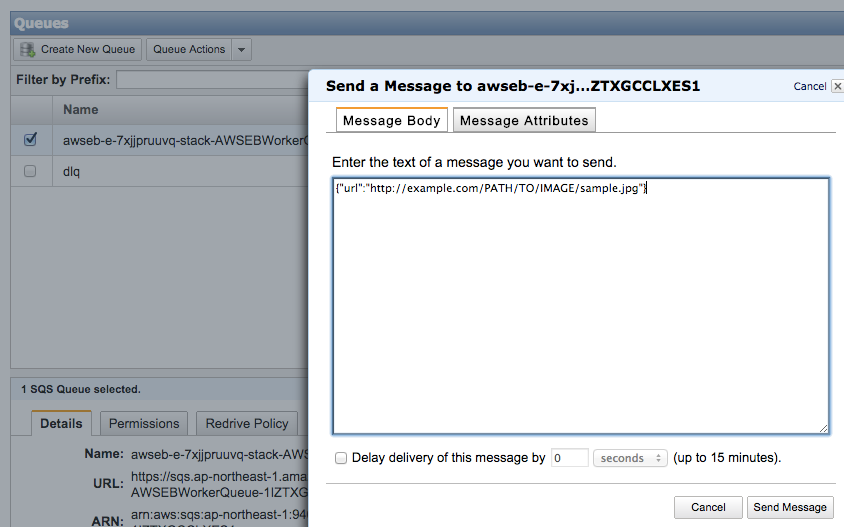 Queues
Create New Queue
Queue Actions
Filter by Prefix:
Name
awseb-e-7xjjpruuvq-stack-AWSEBWorker
dlq
1 SQS Queue selected.
Details
Permissions
Redrive Policy
Name: awseb-e-7xjjpruuvq-stack-AWS
URL: https://sqs.ap-northeast-1.ama
AWSEBWorkerQueue-1IZTXG
ARN: arn:aws:sqs:ap-northeast-1:94
Send a Message to awseb-e-7xj...ZTXGCCLXES1
Cancel
Message Body
Message Attributes
Enter the text of a message you want to send.
{"url":"http://example.com/PATH/TO/IMAGE/sample.jpg"}
Delay delivery of this message by 0 seconds (up to 15 minutes).
Cancel
Send Message